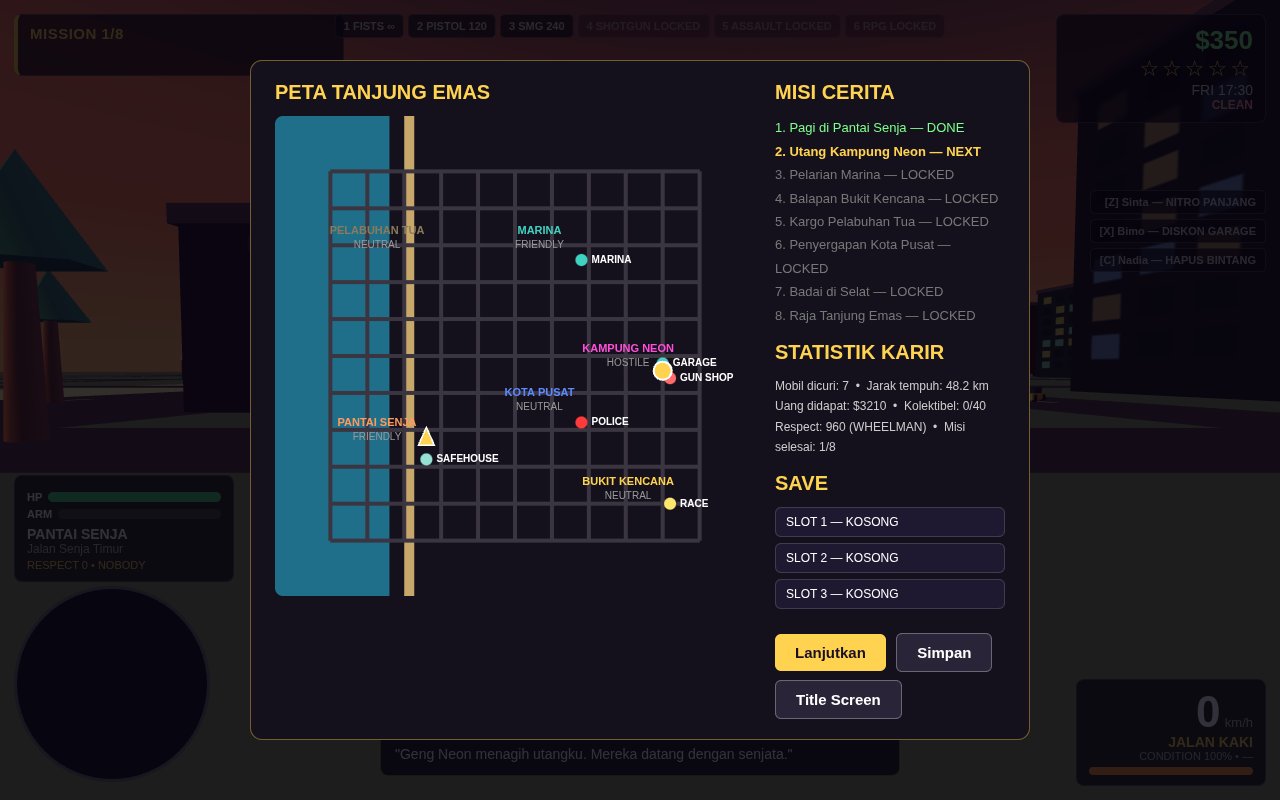 MISSION 1/8
1 FISTS ∞
2 PISTOL 120
3 SMG 240
4 SHOTGUN LOCKED
5 ASSAULT LOCKED
6 RPG LOCKED
$350
☆☆☆☆☆
FRI 17:30
CLEAN
[Z] Sinta — NITRO PANJANG
[X] Bimo — DISKON GARAGE
[C] Nadia — HAPUS BINTANG
PETA TANJUNG EMAS
PELABUHAN TUA
NEUTRAL
MARINA
FRIENDLY
MARINA
KAMPUNG NEON
HOSTILE
GARAGE
GUN SHOP
KOTA PUSAT
NEUTRAL
PANTAI SENJA
FRIENDLY
POLICE
SAFEHOUSE
BUKIT KENCANA
NEUTRAL
RACE
MISI CERITA
1. Pagi di Pantai Senja — DONE
2. Utang Kampung Neon — NEXT
3. Pelarian Marina — LOCKED
4. Balapan Bukit Kencana — LOCKED
5. Kargo Pelabuhan Tua — LOCKED
6. Penyergapan Kota Pusat —
LOCKED
7. Badai di Selat — LOCKED
8. Raja Tanjung Emas — LOCKED
STATISTIK KARIR
Mobil dicuri: 7 • Jarak tempuh: 48.2 km
Uang didapat: $3210 • Kolektibel: 0/40
Respect: 960 (WHEELMAN) • Misi
selesai: 1/8
SAVE
SLOT 1 — KOSONG
SLOT 2 — KOSONG
SLOT 3 — KOSONG
Lanjutkan
Simpan
Title Screen
HP
ARM
PANTAI SENJA
Jalan Senja Timur
RESPECT 0 • NOBODY
"Geng Neon menagih utangku. Mereka datang dengan senjata."
0 km/h
JALAN KAKI
CONDITION 100% • —